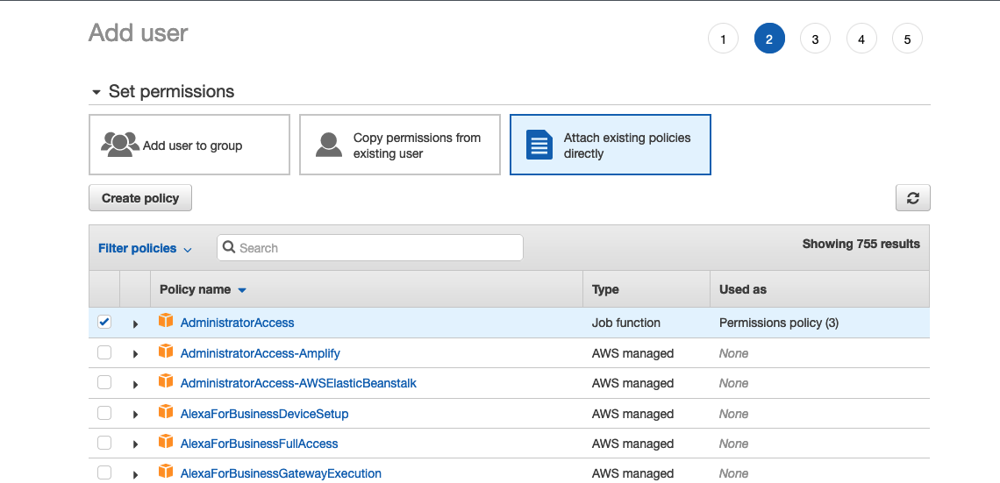 Add user
1 2 3 4 5
Set permissions
Add user to group
Copy permissions from
existing user
Attach existing policies
directly
Create policy
Filter policies
Search
Showing 755 results
Policy name Type Used as
AdministratorAccess Job function Permissions policy (3)
AdministratorAccess-Amplify AWS managed None
AdministratorAccess-AWSElasticBeanstalk AWS managed None
AlexaForBusinessDeviceSetup AWS managed None
AlexaForBusinessFullAccess AWS managed None
AlexaForBusinessGatewayExecution AWS managed None